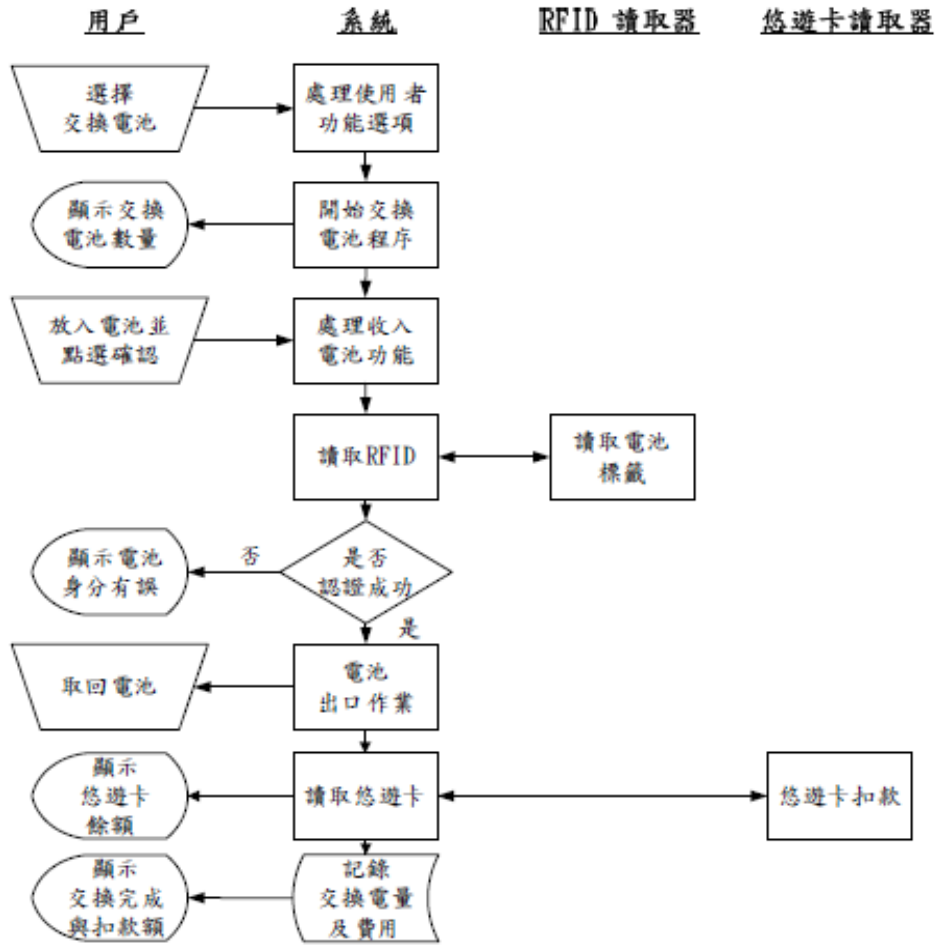 用戶
系統
RFID 讀取器
悠遊卡讀取器
選擇
交換電池
處理使用者
功能選項
顯示交換
電池數量
開始交換
電池程序
放入電池並
點選確認
處理收入
電池功能
讀取RFID
讀取電池
標籤
顯示電池
身分有誤
否
是否
認證成功
是
取回電池
電池
出口作業
顯示
悠遊卡
餘額
讀取悠遊卡
悠遊卡扣款
顯示
交換完成
與扣款額
記錄
交換電量
及費用